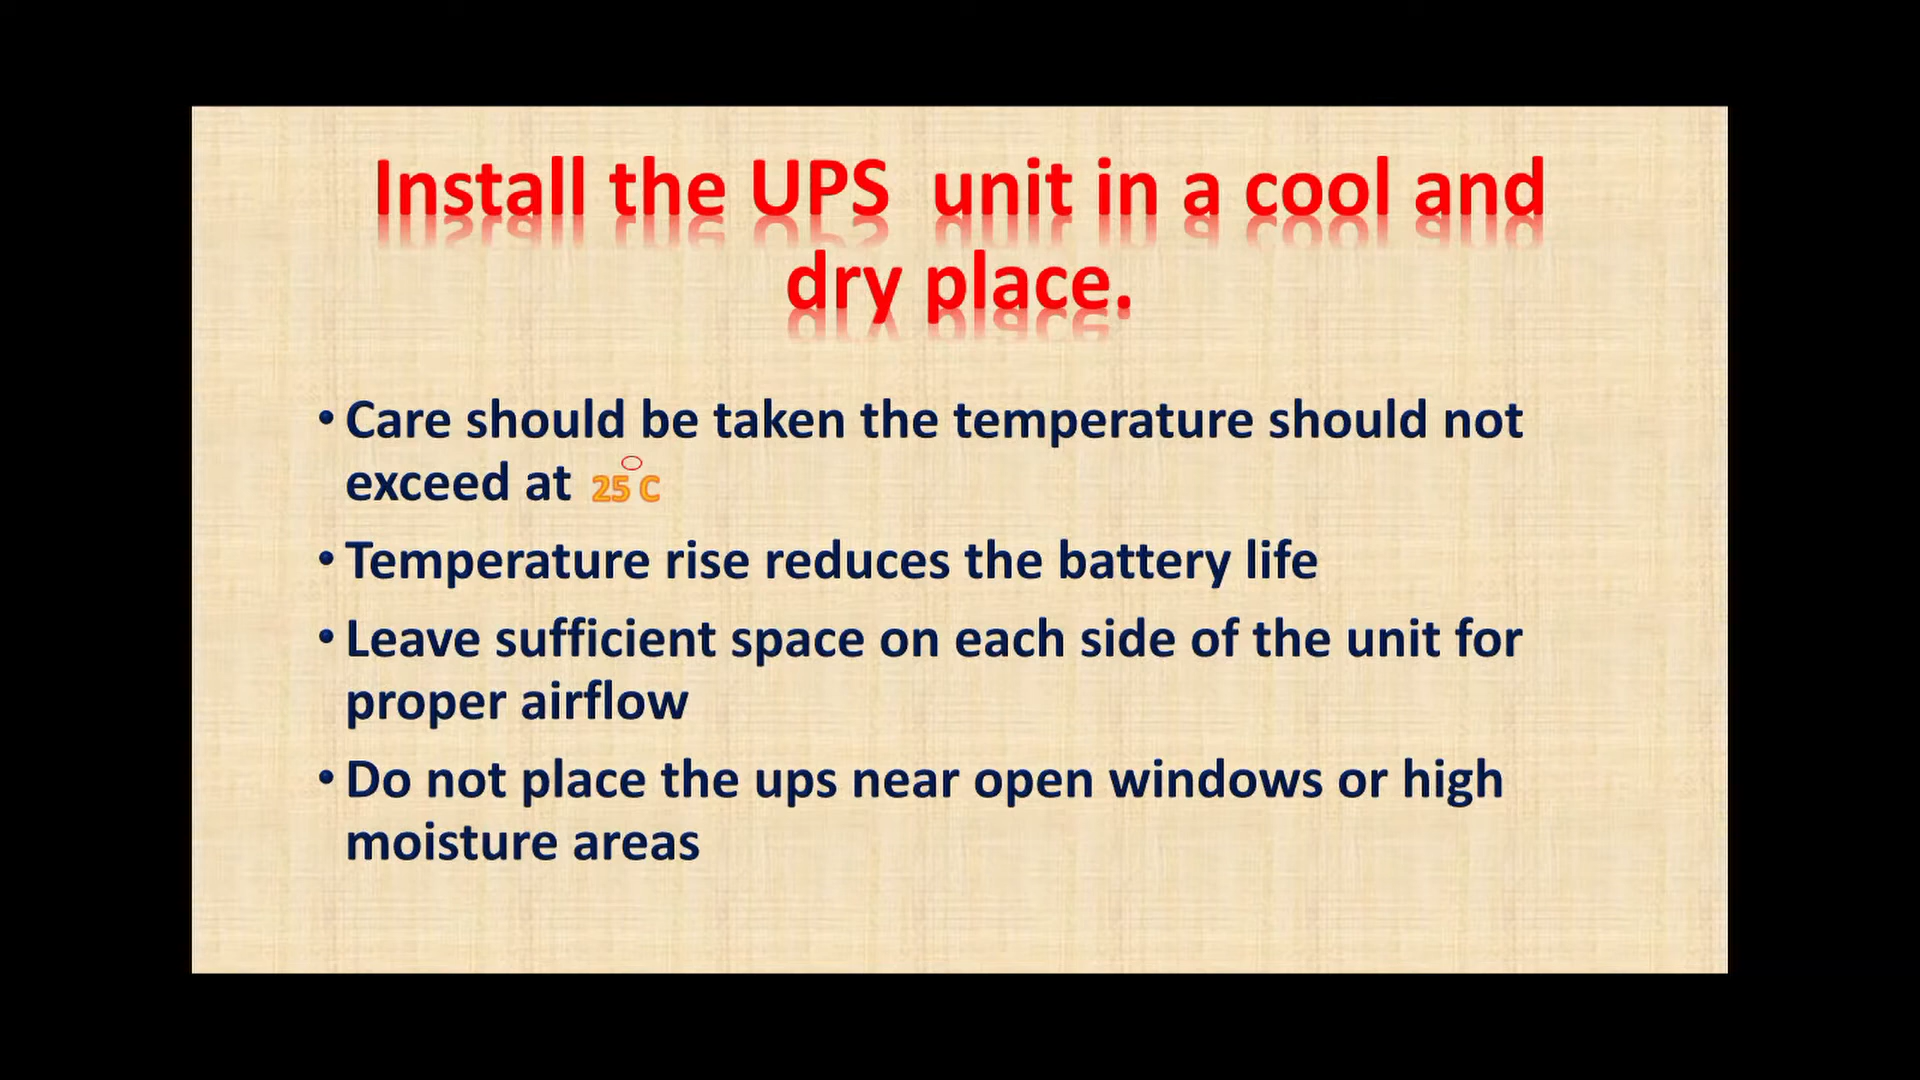 Install the UPS  unit in a cool and
dry place.
• Care should be taken the temperature should not
exceed at 25°C
• Temperature rise reduces the battery life
• Leave sufficient space on each side of the unit for
proper airflow
• Do not place the ups near open windows or high
moisture areas